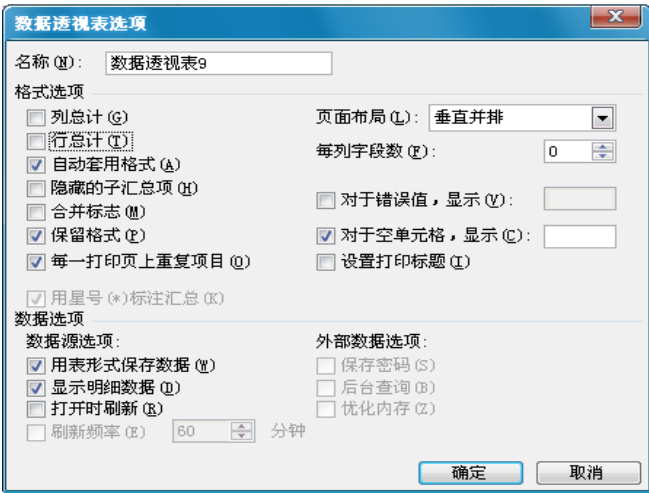 数据透视表选项
名称(N): 数据透视表9
格式选项
列总计(G) 页面布局(L): 垂直并排
行总计(T)
自动套用格式(A) 每列字段数(F): 0
隐藏的子汇总项(H)
合并标志(M) 对于错误值，显示(V):
保留格式(P) 对于空单元格，显示(C):
每一打印页上重复项目(O) 设置打印标题(I)
用星号(*)标注汇总(K)
数据选项
数据源选项: 外部数据选项:
用表形式保存数据(W) 保存密码(S)
显示明细数据(D) 后台查询(B)
打开时刷新(R) 优化内存(Z)
刷新频率(E) 60 分钟
确定 取消